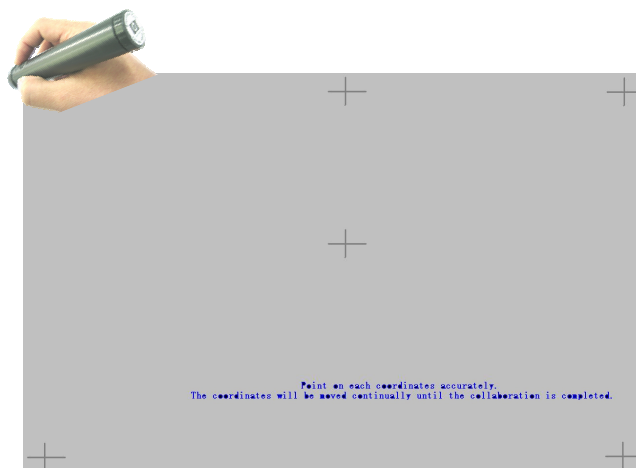 Point on each coordinates accurately.
The coordinates will be moved continually until the collaboration is completed.